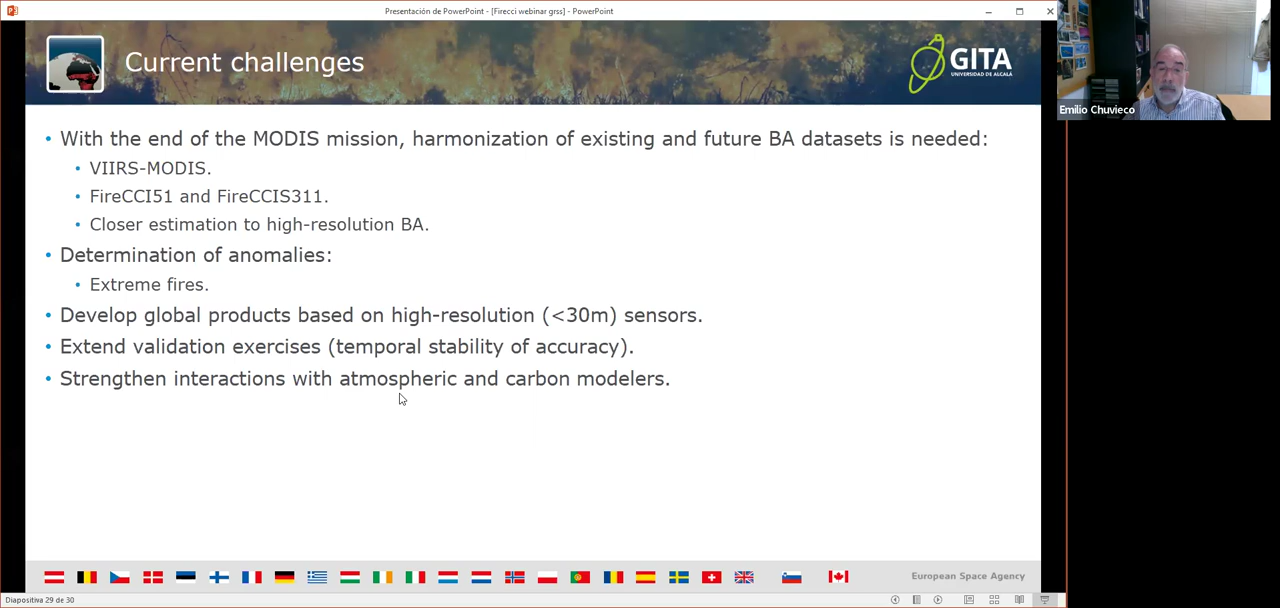 Presentación de PowerPoint - [Firecci webinar grss] - PowerPoint
Current challenges
GITA
UNIVERSIDAD DE ALCALÁ
Emilio Chuvieco
• With the end of the MODIS mission, harmonization of existing and future BA datasets is needed:
• VIIRS-MODIS.
• FireCCI51 and FireCCIS311.
• Closer estimation to high-resolution BA.
• Determination of anomalies:
• Extreme fires.
• Develop global products based on high-resolution (<30m) sensors.
• Extend validation exercises (temporal stability of accuracy).
• Strengthen interactions with atmospheric and carbon modelers.
European Space Agency
Diapositiva 29 de 30